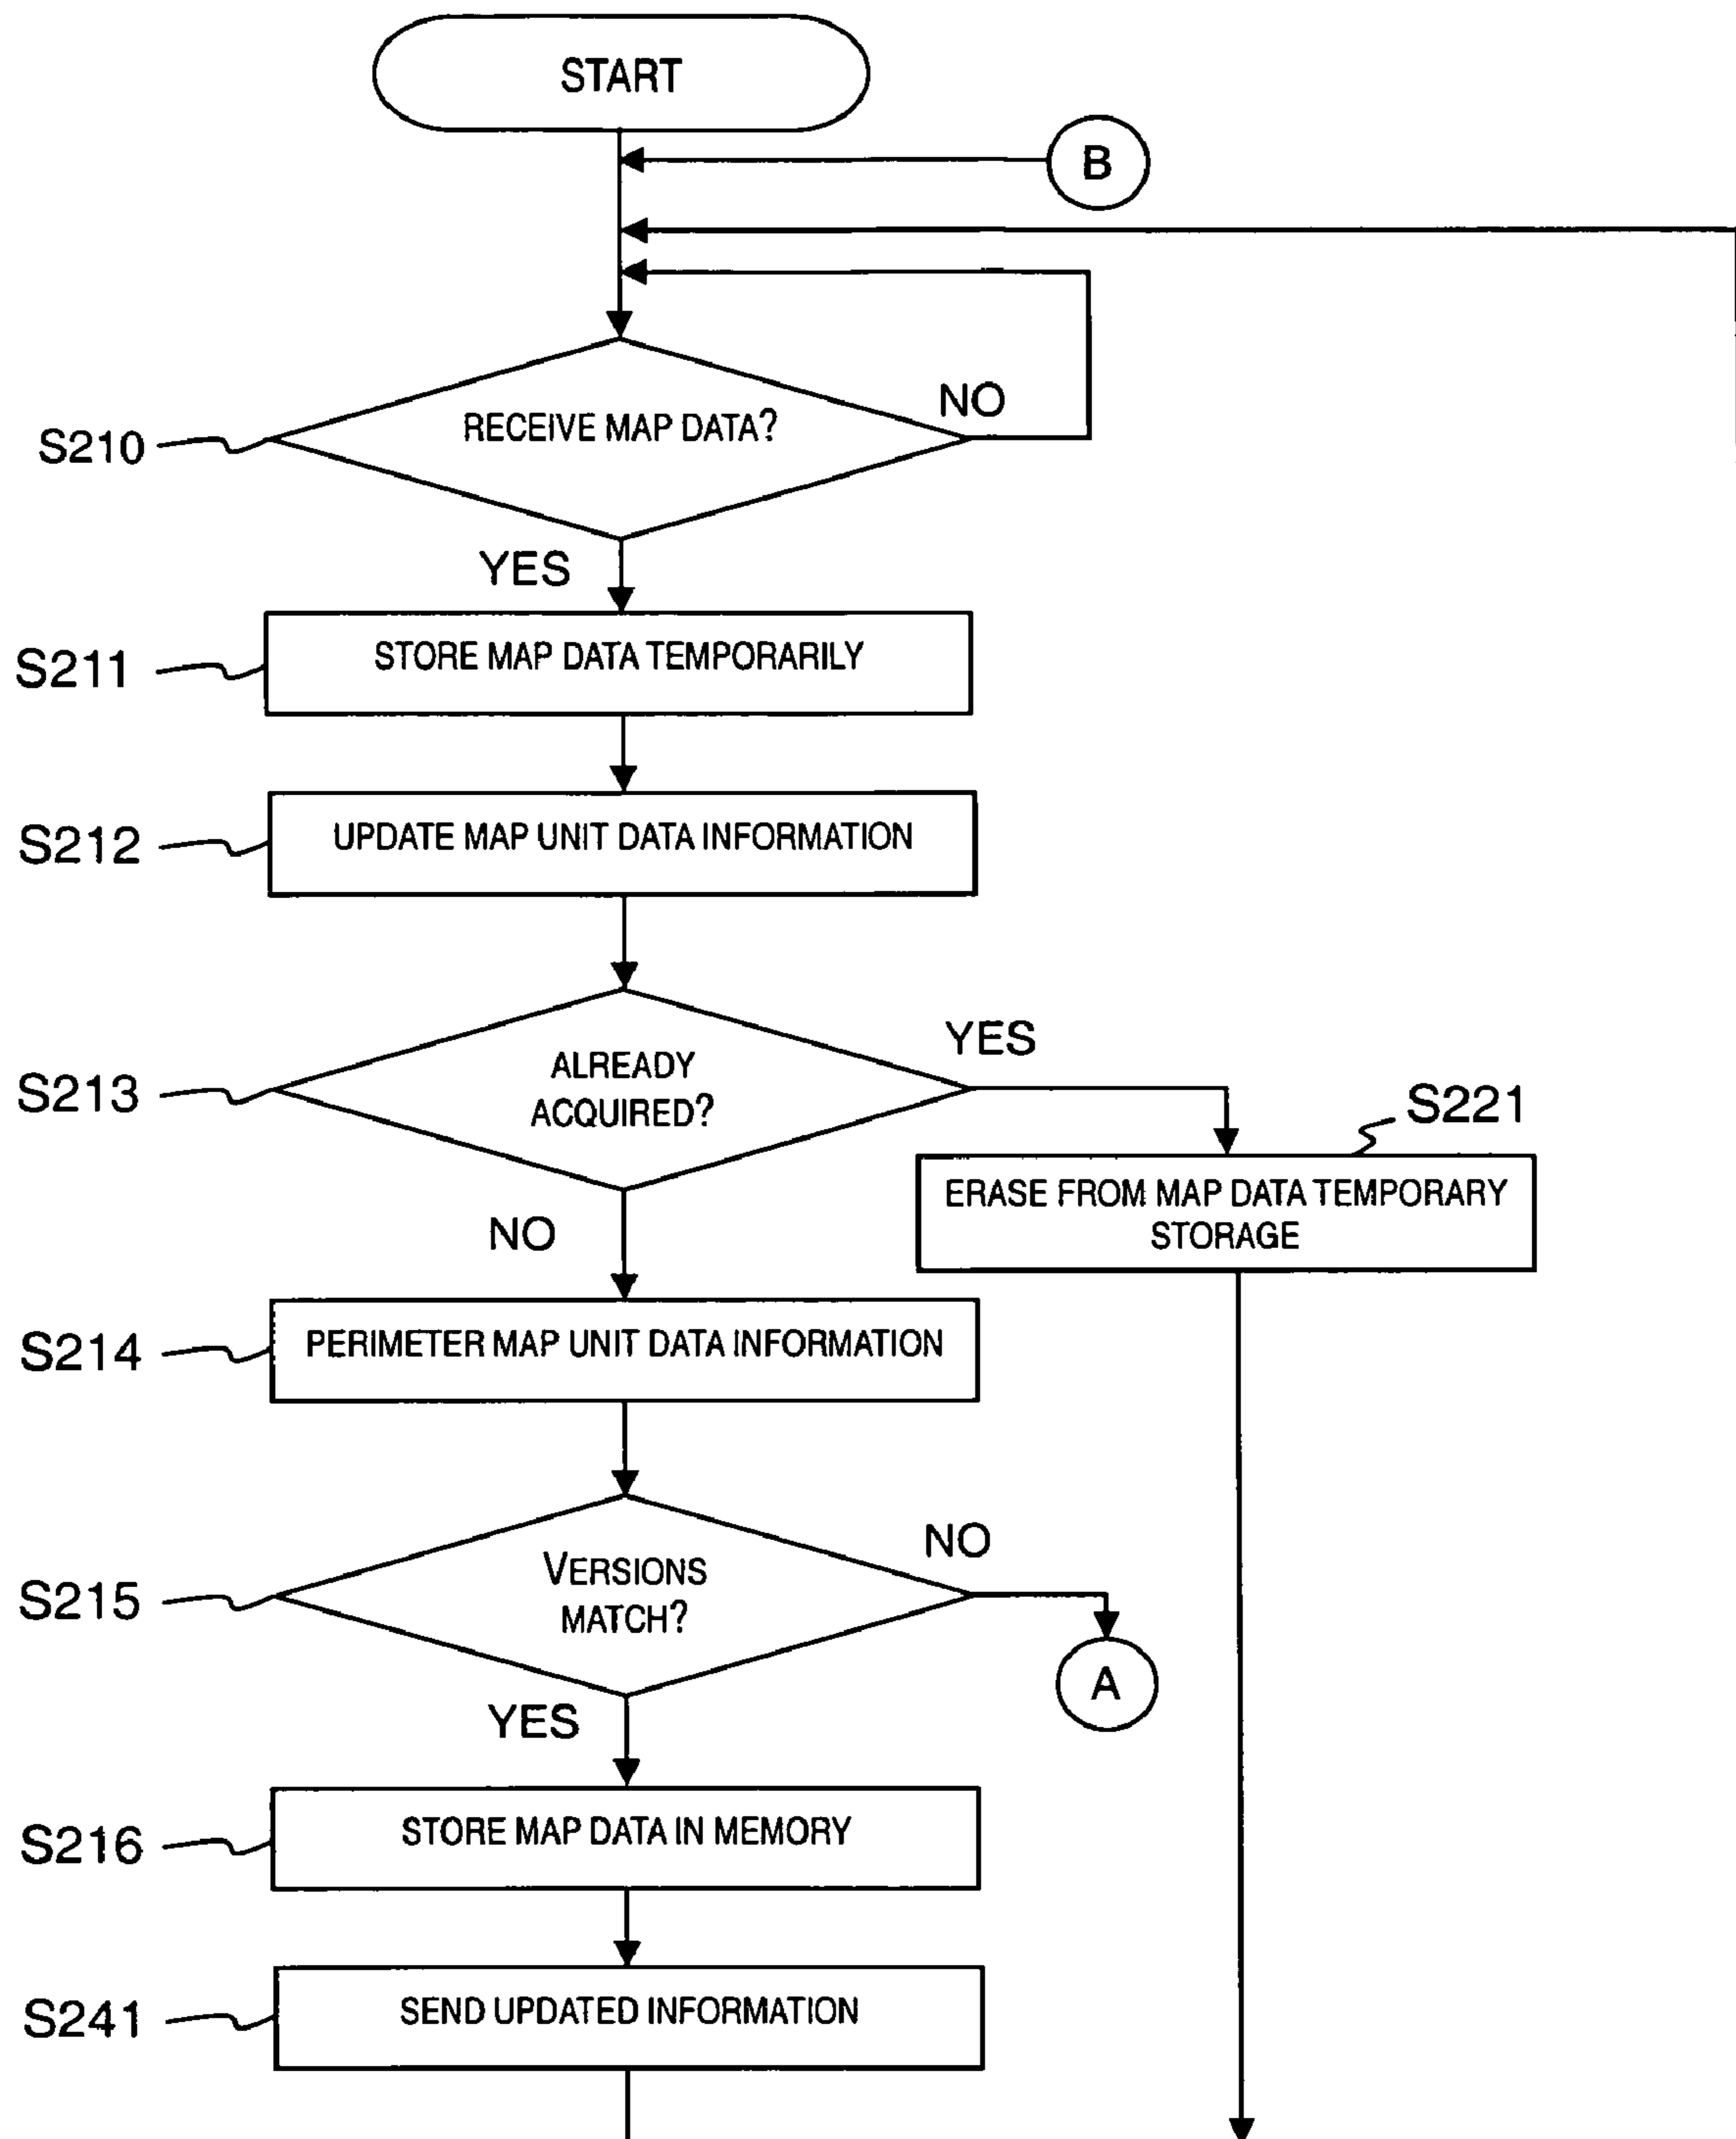 START
B
RECEIVE MAP DATA?
NO
S210
YES
S211
STORE MAP DATA TEMPORARILY
S212
UPDATE MAP UNIT DATA INFORMATION
YES
S213
ALREADY
ACQUIRED?
S221
ERASE FROM MAP DATA TEMPORARY
STORAGE
NO
S214
PERIMETER MAP UNIT DATA INFORMATION
NO
S215
VERSIONS
MATCH?
A
YES
S216
STORE MAP DATA IN MEMORY
S241
SEND UPDATED INFORMATION